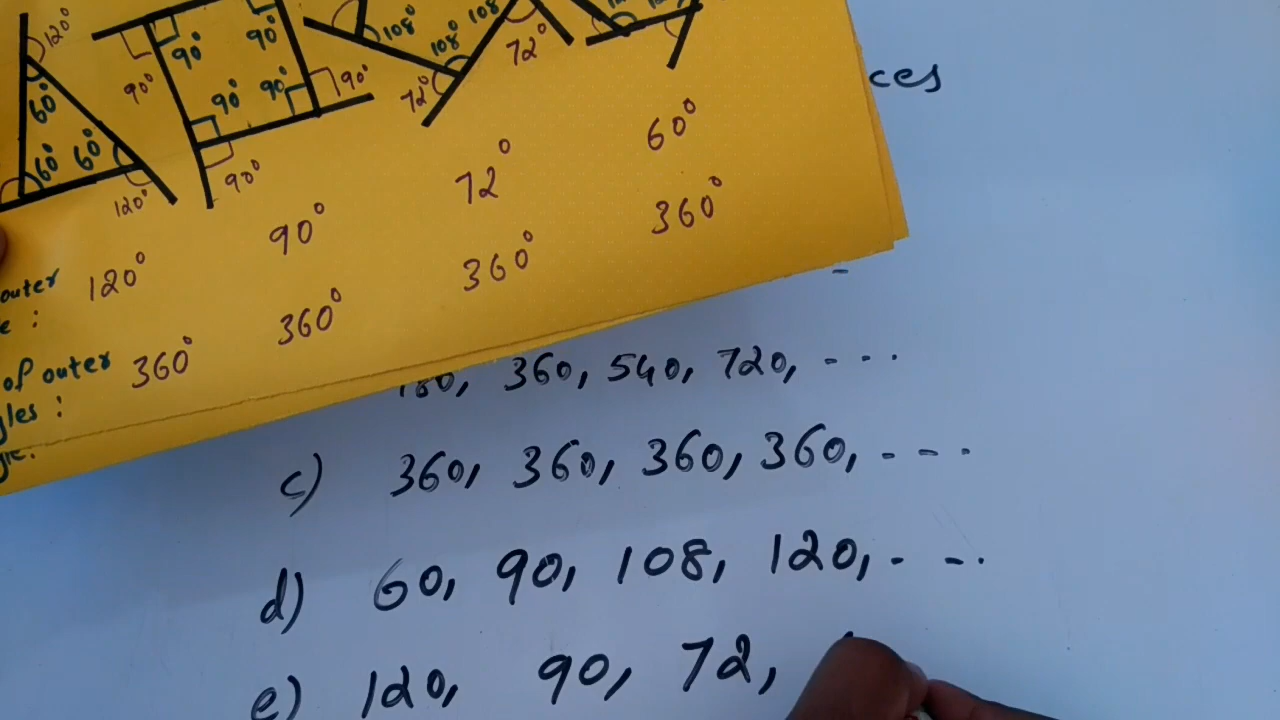 120°
60°
60° 60°
120°
90° 90°
90° 90°
90° 90° 90°
90°
108° 108° 108
72° 72°
ces
outer 120° 90° 72° 60°
e :
of outer 360° 360° 360° 360°
gles :
180, 360, 540, 720, - ...
c) 360, 360, 360, 360, - - -
d) 60, 90, 108, 120, - - -.
e) 120, 90, 72,